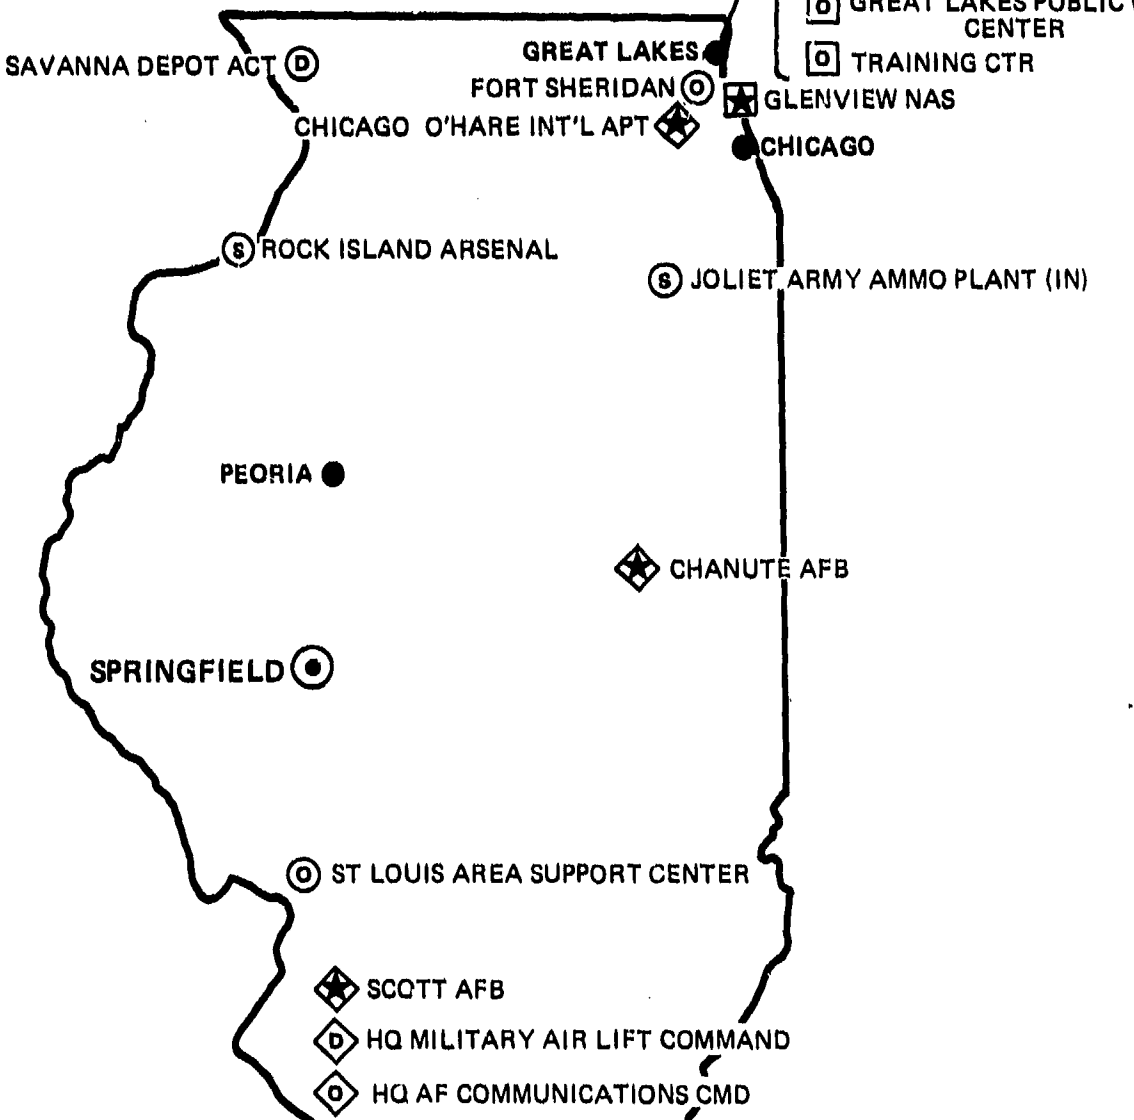 O GREAT LAKES PUBLIC
CENTER
O TRAINING CTR
SAVANNA DEPOT ACT D
GREAT LAKES
FORT SHERIDAN O
GLENVIEW NAS
CHICAGO O'HARE INT'L APT
CHICAGO
S ROCK ISLAND ARSENAL
S JOLIET ARMY AMMO PLANT (IN)
PEORIA
CHANUTE AFB
SPRINGFIELD
O ST LOUIS AREA SUPPORT CENTER
SCOTT AFB
D HQ MILITARY AIR LIFT COMMAND
O HQ AF COMMUNICATIONS CMD